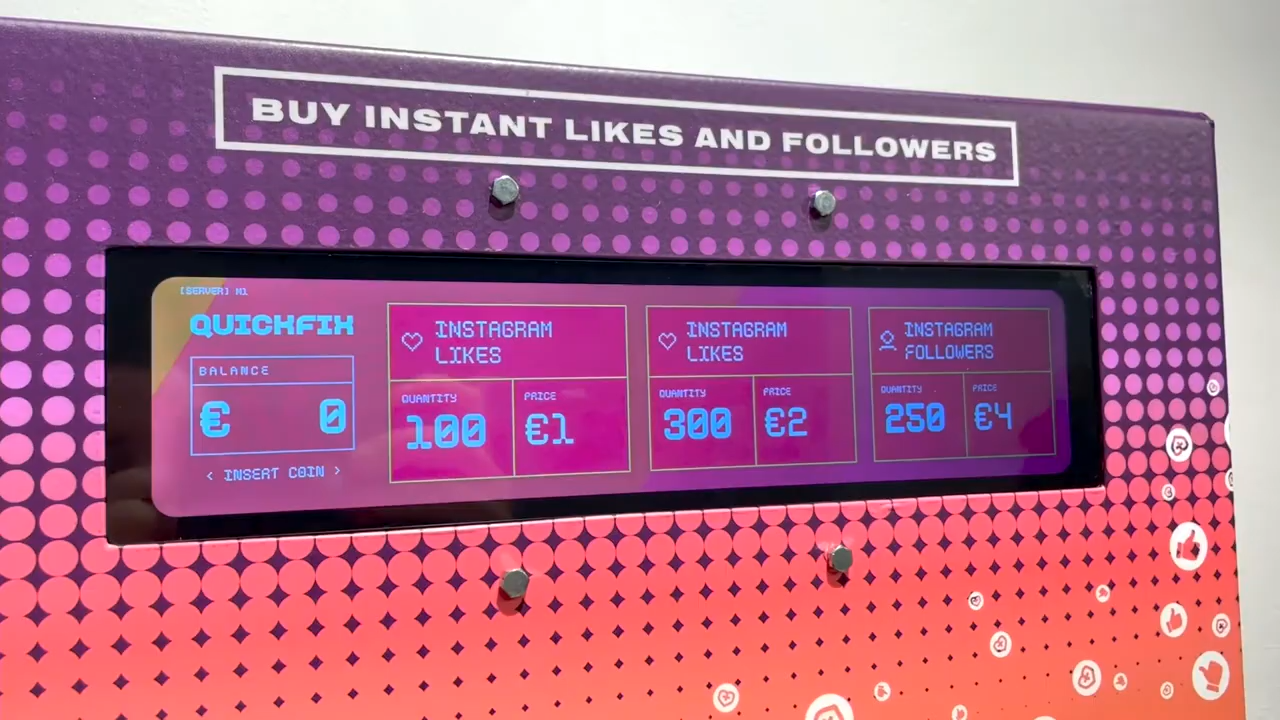 BUY INSTANT LIKES AND FOLLOWERS
[SERVER] M1
QUICKFIX
BALANCE
€ 0
< INSERT COIN >
INSTAGRAM
LIKES
QUANTITY
100
PRICE
€1
INSTAGRAM
LIKES
QUANTITY
300
PRICE
€2
INSTAGRAM
FOLLOWERS
QUANTITY
250
PRICE
€4